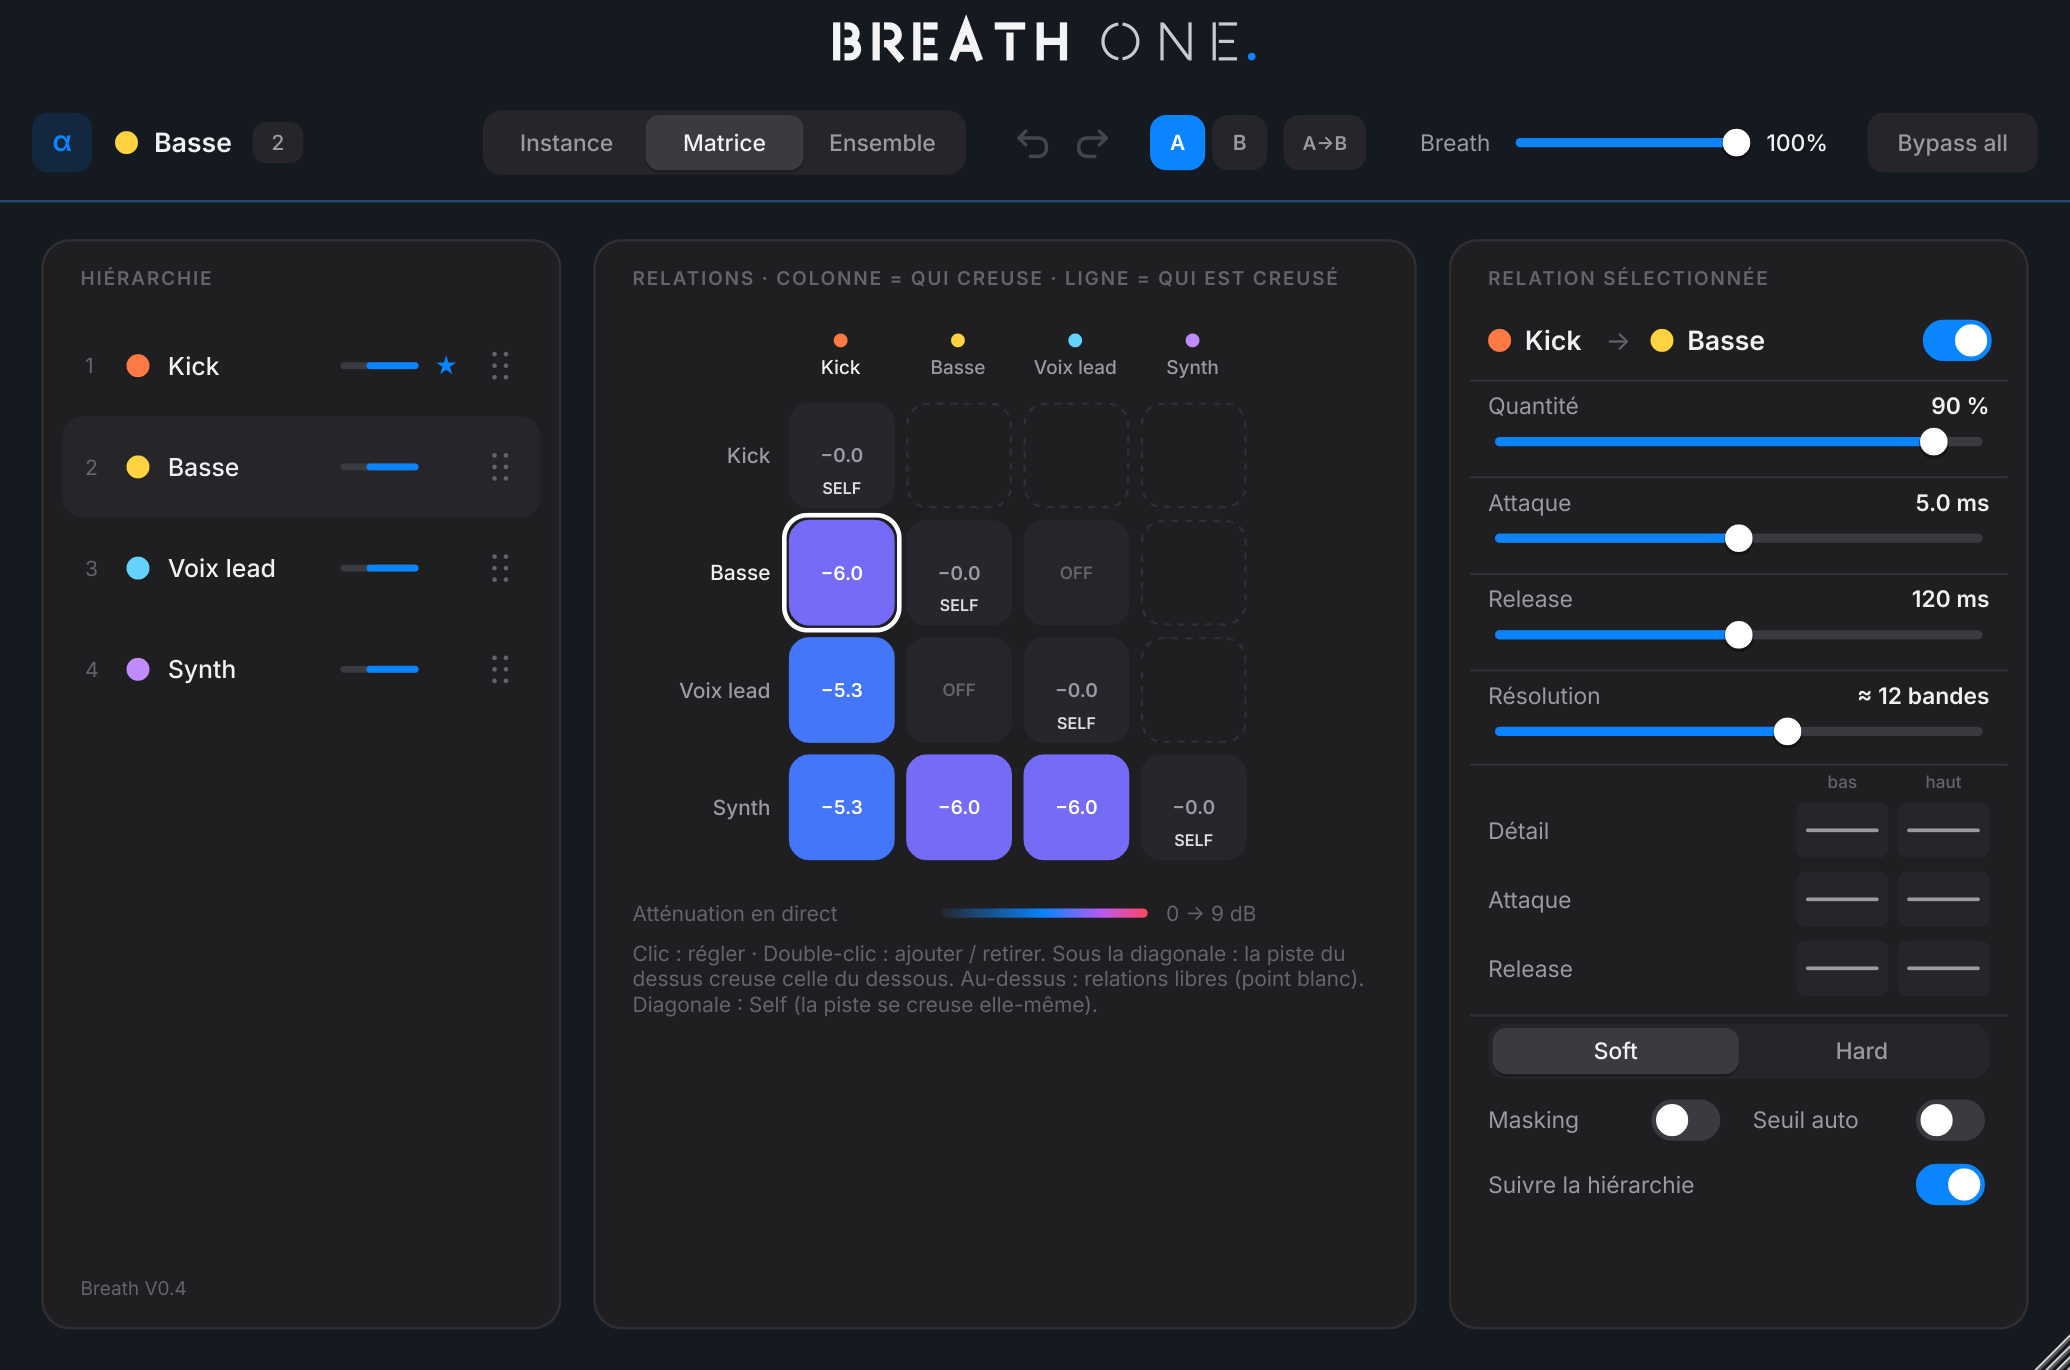 BREATH ONE.
α Basse 2 Instance Matrice Ensemble A B A→B Breath 100% Bypass all
HIÉRARCHIE
1 Kick ★
2 Basse
3 Voix lead
4 Synth
Breath V0.4
RELATIONS · COLONNE = QUI CREUSE · LIGNE = QUI EST CREUSÉ
Kick Basse Voix lead Synth
Kick −0.0
SELF
Basse −6.0 −0.0 OFF
SELF
Voix lead −5.3 OFF −0.0
SELF
Synth −5.3 −6.0 −6.0 −0.0
SELF
Atténuation en direct 0 → 9 dB
Clic : régler · Double-clic : ajouter / retirer. Sous la diagonale : la piste du
dessus creuse celle du dessous. Au-dessus : relations libres (point blanc).
Diagonale : Self (la piste se creuse elle-même).
RELATION SÉLECTIONNÉE
Kick → Basse
Quantité 90 %
Attaque 5.0 ms
Release 120 ms
Résolution ≈ 12 bandes
bas haut
Détail
Attaque
Release
Soft Hard
Masking Seuil auto
Suivre la hiérarchie